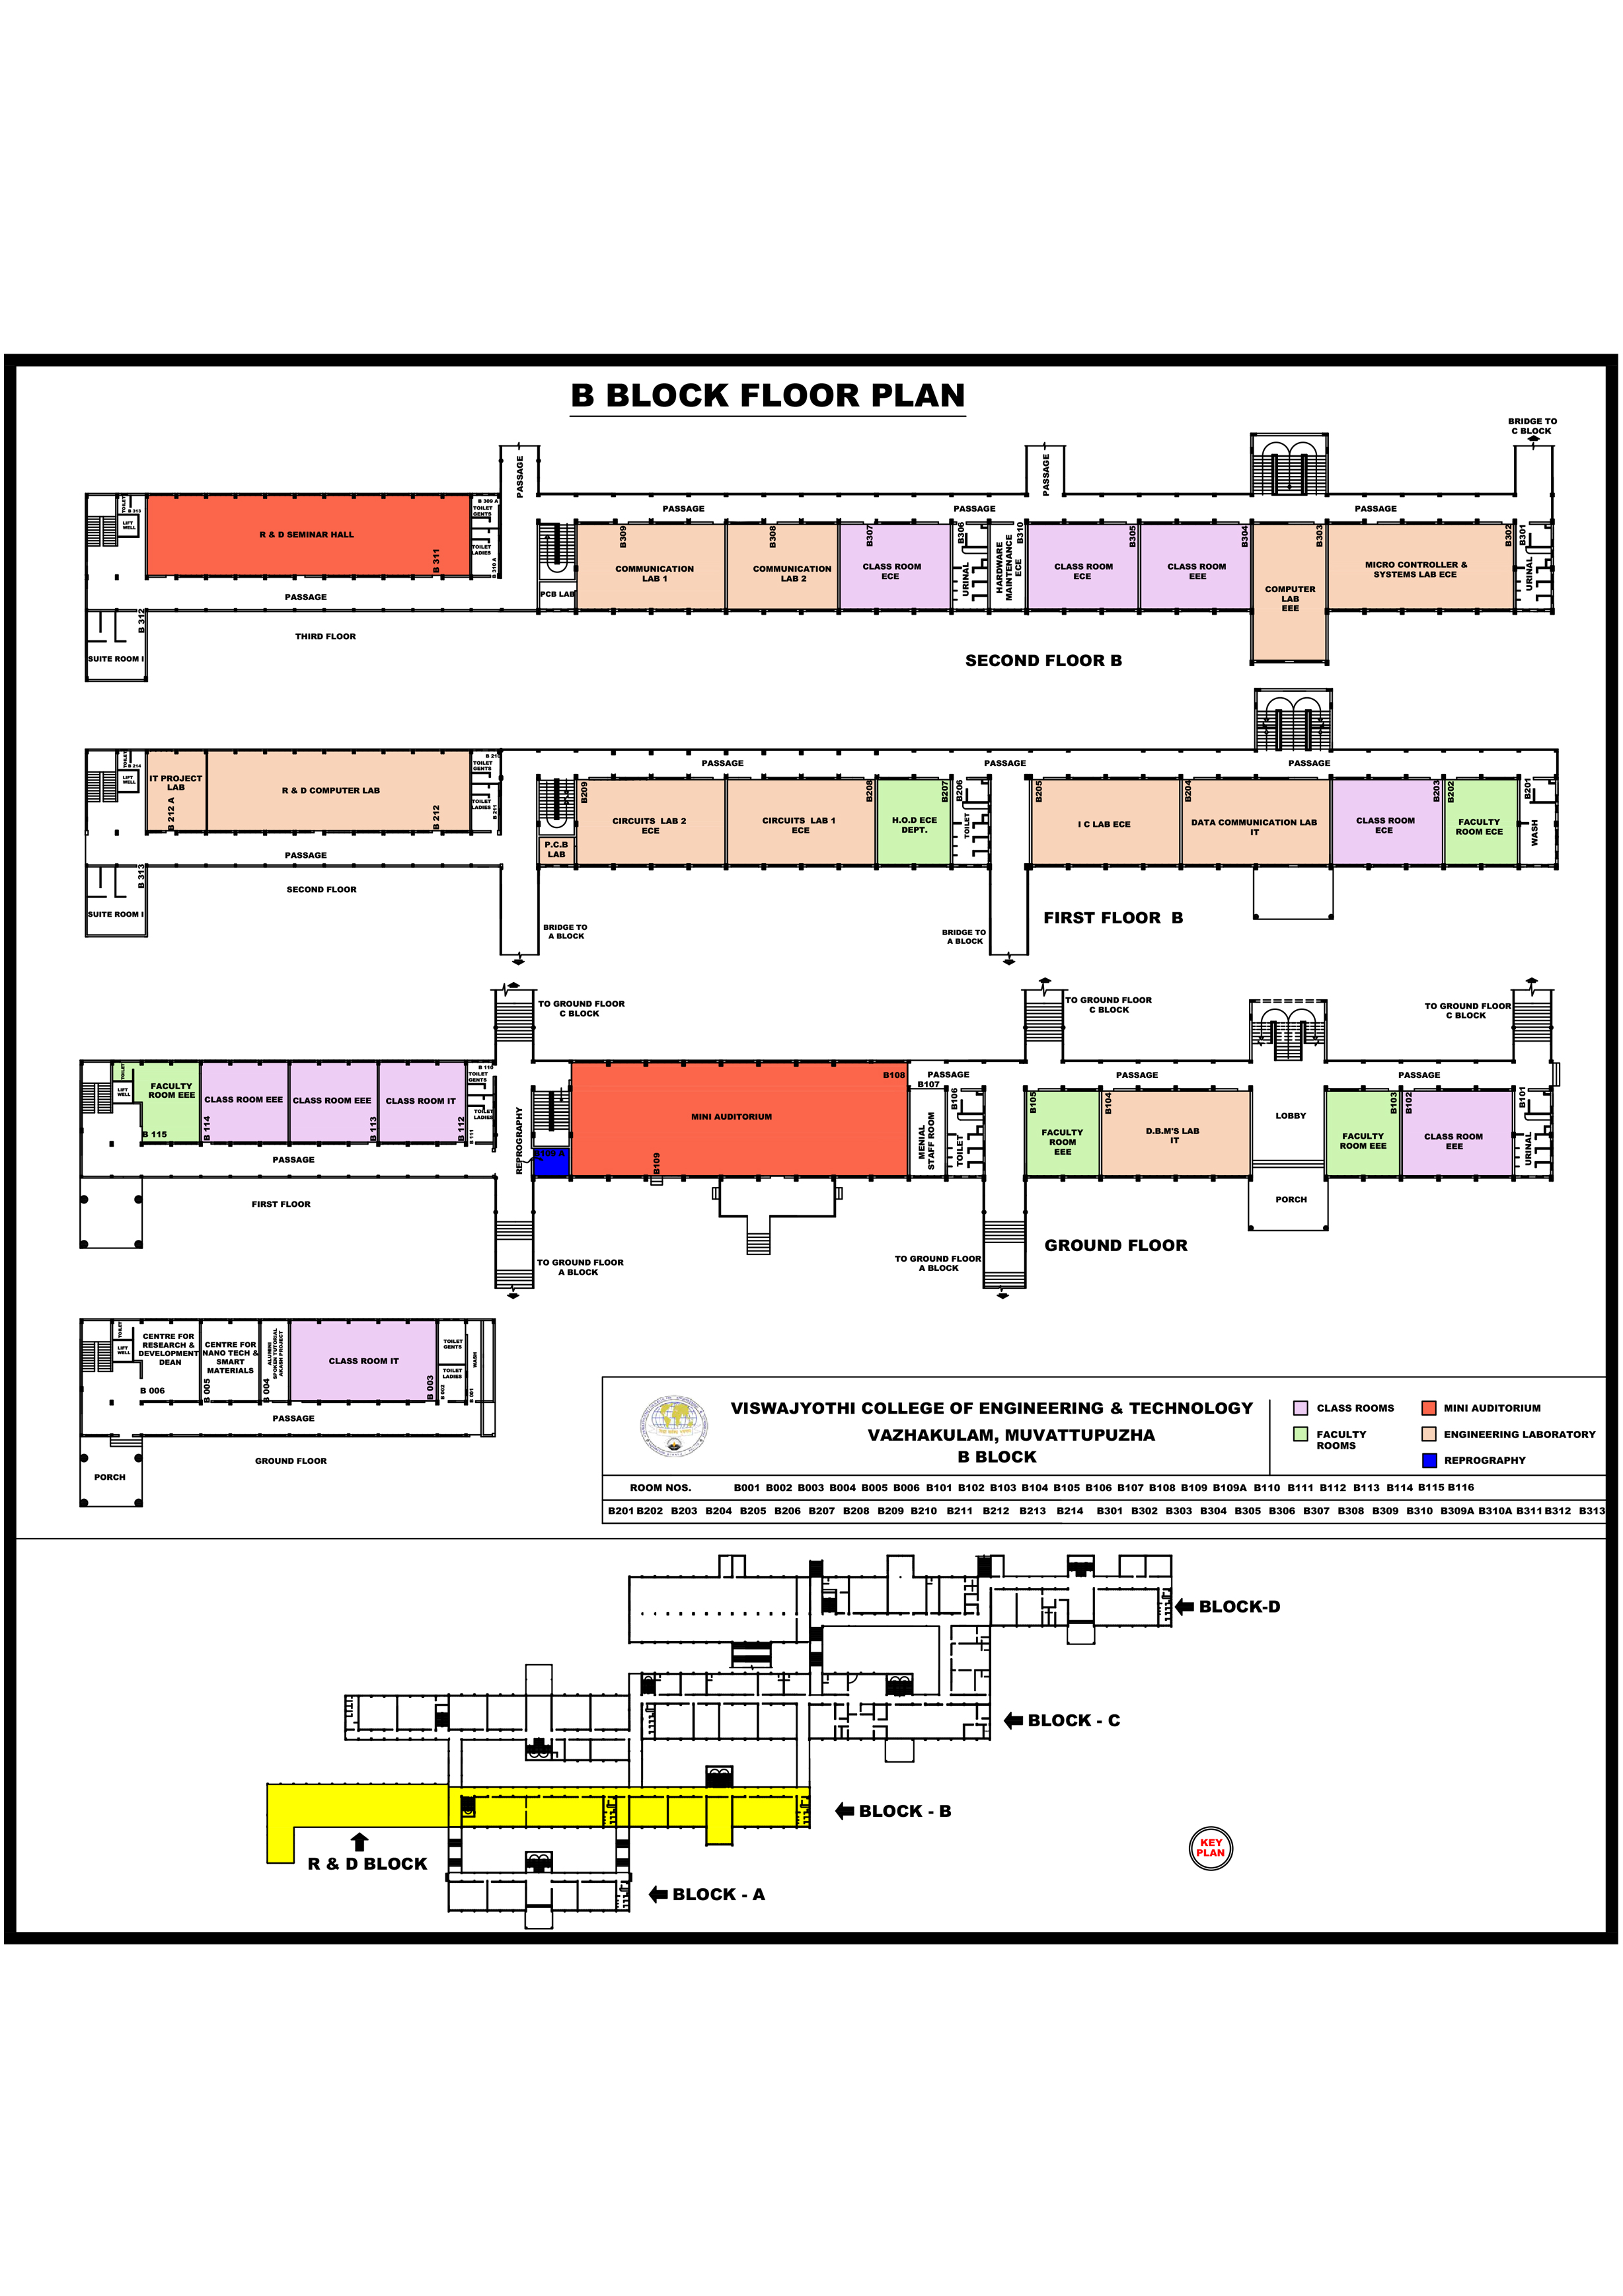 B BLOCK FLOOR PLAN
BRIDGE TO
C BLOCK
PASSAGE
PASSAGE
TOILET
B 313
LIFT
WELL
R & D SEMINAR HALL
B 311
B 309 A
TOILET
GENTS
TOILET
LADIES
B 310 A
PASSAGE
B 312
SUITE ROOM I
THIRD FLOOR
PASSAGE
PASSAGE
PASSAGE
PCB LAB
B309
COMMUNICATION
LAB 1
B308
COMMUNICATION
LAB 2
B307
CLASS ROOM
ECE
B306
URINAL
HARDWARE
MAINTENANCE
ECE
B310
CLASS ROOM
ECE
B305
CLASS ROOM
EEE
B304
COMPUTER
LAB
EEE
B303
MICRO CONTROLLER &
SYSTEMS LAB ECE
B302
B301
URINAL
SECOND FLOOR B
TOILET
B 214
LIFT
WELL
IT PROJECT
LAB
B 212 A
R & D COMPUTER LAB
B 212
TOILET
GENTS
TOILET
LADIES
B 211
PASSAGE
B 313
SUITE ROOM I
SECOND FLOOR
PASSAGE
PASSAGE
PASSAGE
P.C.B
LAB
B209
CIRCUITS LAB 2
ECE
CIRCUITS LAB 1
ECE
B208
H.O.D ECE
DEPT.
B207
B206
TOILET
B205
I C LAB ECE
B204
DATA COMMUNICATION LAB
IT
CLASS ROOM
ECE
B203
B202
FACULTY
ROOM ECE
B201
WASH
BRIDGE TO
A BLOCK
BRIDGE TO
A BLOCK
FIRST FLOOR B
TO GROUND FLOOR
C BLOCK
TO GROUND FLOOR
C BLOCK
TO GROUND FLOOR
C BLOCK
TOILET
LIFT
WELL
FACULTY
ROOM EEE
B 115
B 114
CLASS ROOM EEE
CLASS ROOM EEE
B 113
CLASS ROOM IT
B 112
B 110
TOILET
GENTS
TOILET
LADIES
B 111
PASSAGE
FIRST FLOOR
REPROGRAPHY
B109 A
MINI AUDITORIUM
B108
B109
PASSAGE
B107
MENIAL
STAFF ROOM
B106
TOILET
PASSAGE
PASSAGE
B105
FACULTY
ROOM
EEE
B104
D.B.M'S LAB
IT
LOBBY
PORCH
FACULTY
ROOM EEE
B103
B102
CLASS ROOM
EEE
B101
URINAL
TO GROUND FLOOR
A BLOCK
TO GROUND FLOOR
A BLOCK
GROUND FLOOR
TOILET
LIFT
WELL
CENTRE FOR
RESEARCH &
DEVELOPMENT
DEAN
B 006
CENTRE FOR
NANO TECH &
SMART
MATERIALS
B 005
ALUMINI
SPOKEN TUTORIAL
AKASH PROJECT
B 004
CLASS ROOM IT
B 003
TOILET
GENTS
TOILET
LADIES
B 002
WASH
B 001
PASSAGE
PORCH
GROUND FLOOR
VISWAJYOTHI COLLEGE OF ENGINEERING & TECHNOLOGY
VAZHAKULAM, MUVATTUPUZHA
B BLOCK
CLASS ROOMS
FACULTY
ROOMS
MINI AUDITORIUM
ENGINEERING LABORATORY
REPROGRAPHY
ROOM NOS. B001 B002 B003 B004 B005 B006 B101 B102 B103 B104 B105 B106 B107 B108 B109 B109A B110 B111 B112 B113 B114 B115 B116
B201 B202 B203 B204 B205 B206 B207 B208 B209 B210 B211 B212 B213 B214 B301 B302 B303 B304 B305 B306 B307 B308 B309 B310 B309A B310A B311 B312 B313
BLOCK-D
BLOCK - C
BLOCK - B
R & D BLOCK
BLOCK - A
KEY
PLAN